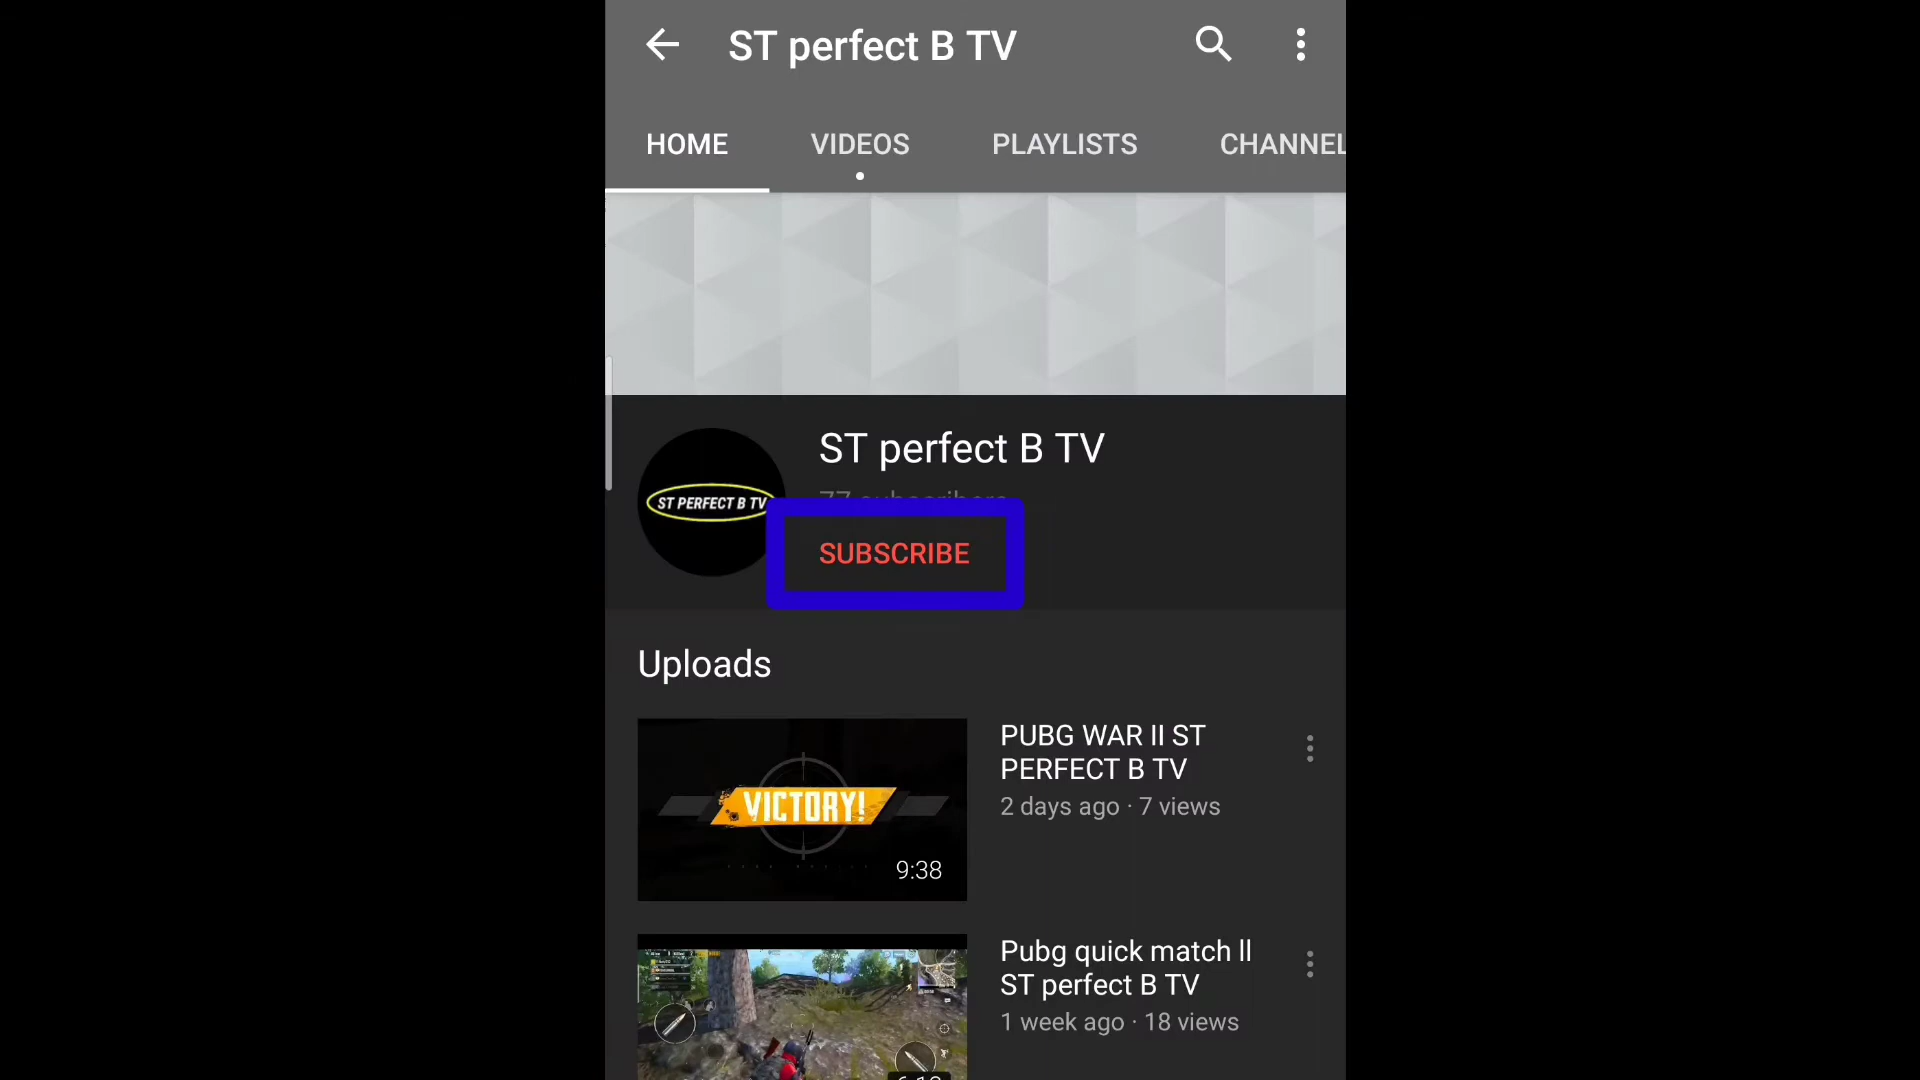 ST perfect B TV
HOME
VIDEOS
PLAYLISTS
CHANNEL
ST perfect B TV
77 subscribers
ST PERFECT B TV
SUBSCRIBE
Uploads
PUBG WAR II ST
PERFECT B TV
2 days ago · 7 views
VICTORY!
9:38
Pubg quick match ll
ST perfect B TV
1 week ago · 18 views